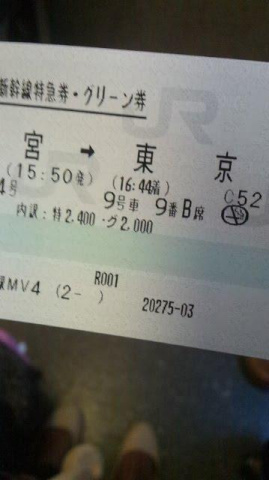 新幹線特急券・グリーン券
宮 → 東京
(15:50発) (16:44着) C52
4号 9号車 9番B席
内訳:特2,400・グ2,000
R001
MV4 (2- ) 20275-03
JR